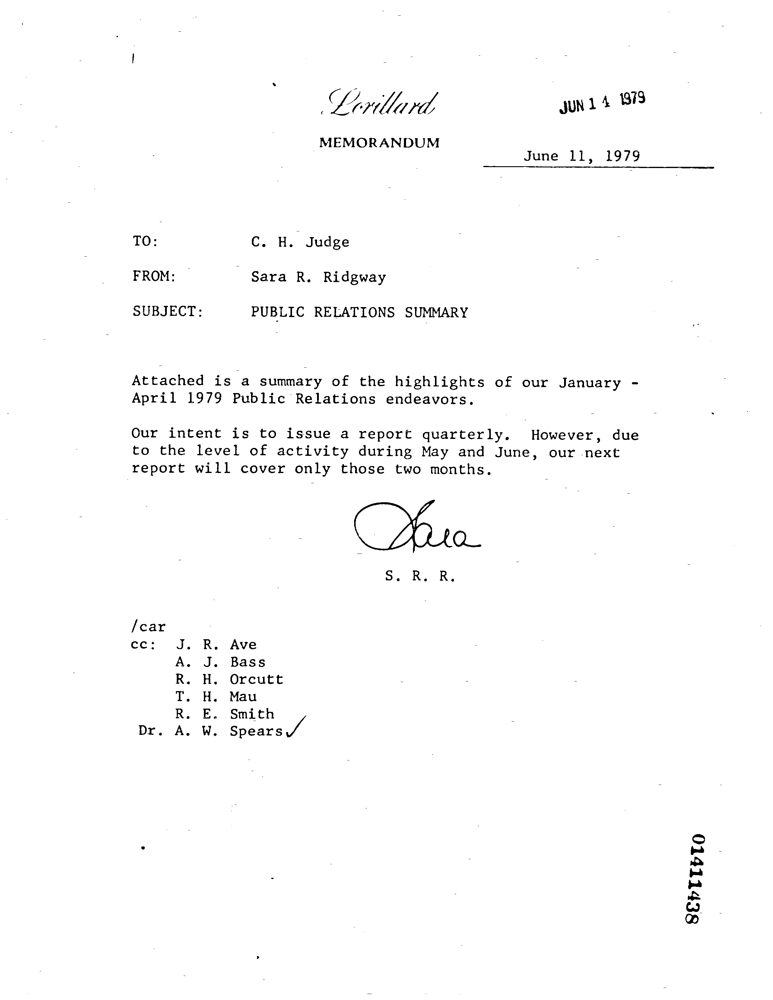 Lorillard
JUN 14 1979
MEMORANDUM
June 11, 1979
TO: C. H. Judge
FROM: Sara R. Ridgway
SUBJECT: PUBLIC RELATIONS SUMMARY
Attached is a summary of the highlights of our January -
April 1979 Public Relations endeavors.
Our intent is to issue a report quarterly. However, due
to the level of activity during May and June, our next
report will cover only those two months.
Sara
S. R. R.
/car
cc: J. R. Ave
A. J. Bass
R. H. Orcutt
T. H. Mau
R. E. Smith
Dr. A. W. Spears ✓
01411438